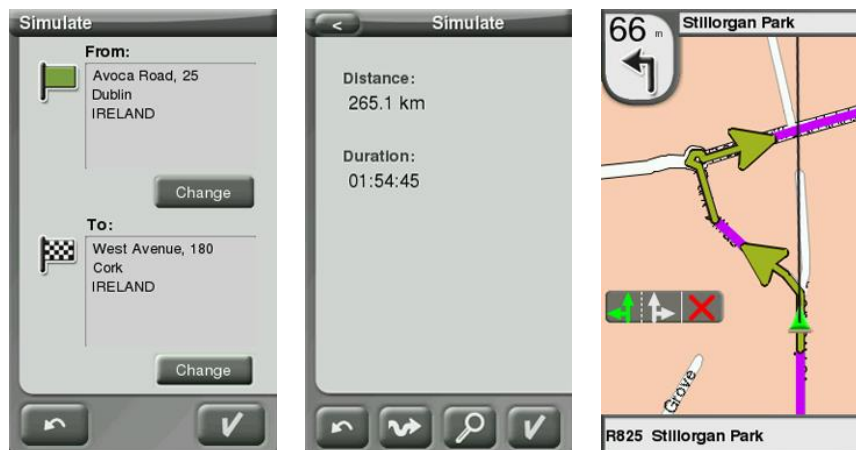 Simulate
From:
Avoca Road, 25
Dublin
IRELAND
Change
To:
West Avenue, 180
Cork
IRELAND
Change
<
Simulate
Distance:
265.1 km
Duration:
01:54:45
66 m
Stillorgan Park
Grove
R825 Stillorgan Park